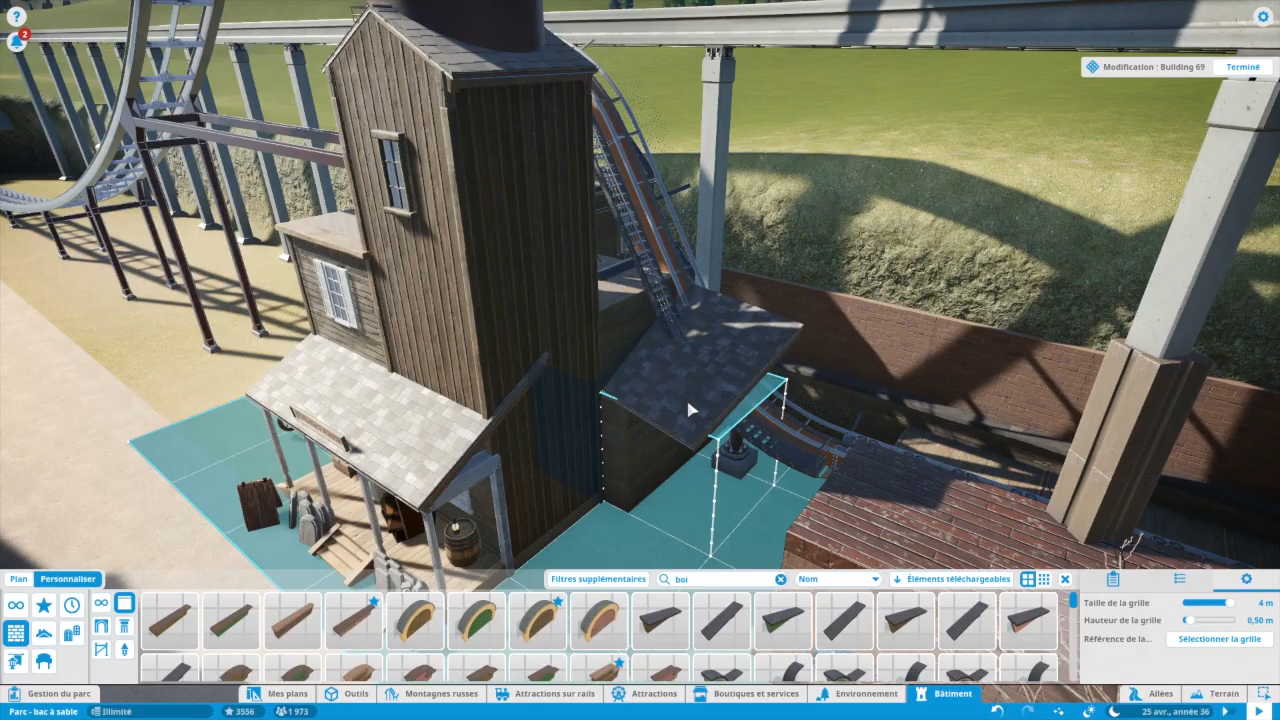 ?
2
Modification : Building 69 Terminé
Plan Personnaliser Filtres supplémentaires boi Nom Éléments téléchargeables
Taille de la grille 4 m
Hauteur de la grille 0,50 m
Référence de la... Sélectionner la grille
Gestion du parc Mes plans Outils Montagnes russes Attractions sur rails Attractions Boutiques et services Environnement Bâtiment Allées Terrain
Parc - bac à sable Illimité 3556 1 973 25 avr., année 36